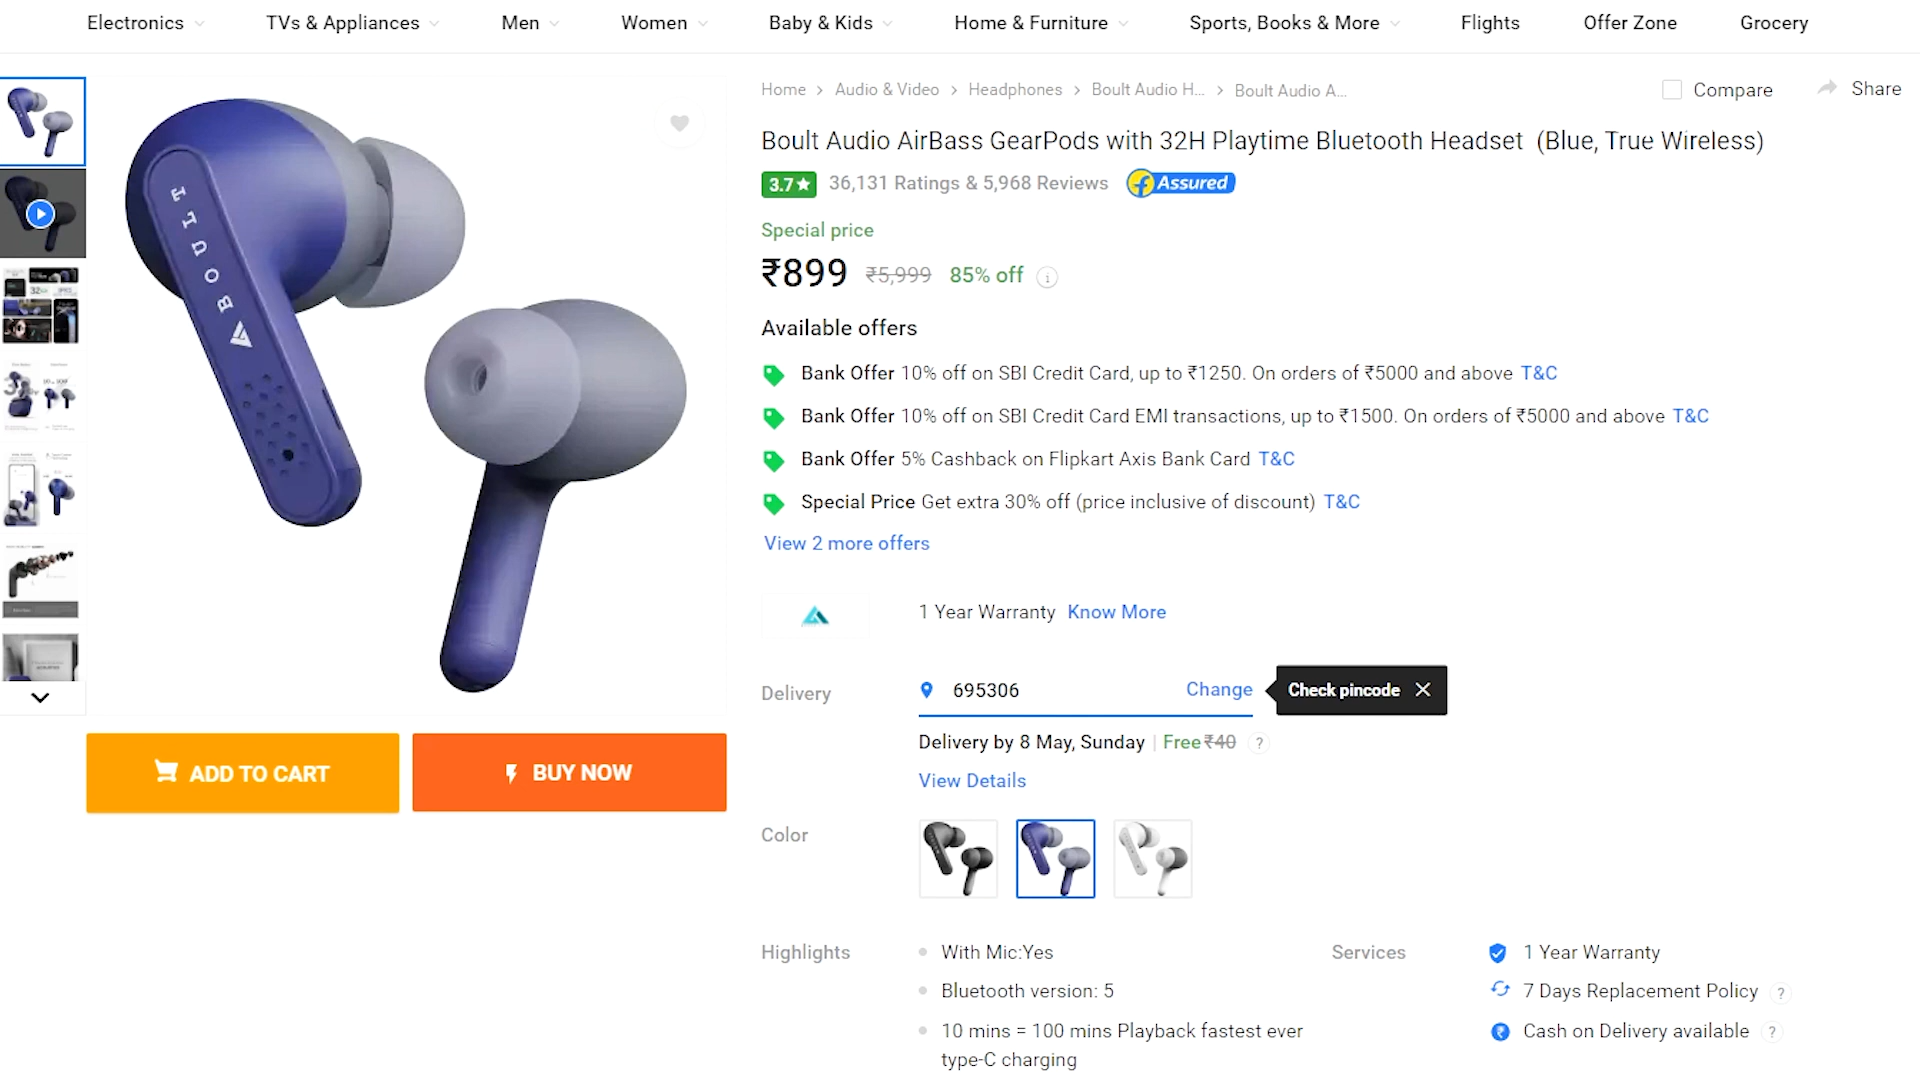 Electronics
TVs & Appliances
Men
Women
Baby & Kids
Home & Furniture
Sports, Books & More
Flights
Offer Zone
Grocery
Home > Audio & Video > Headphones > Boult Audio H... > Boult Audio A...
Compare
Share
Boult Audio AirBass GearPods with 32H Playtime Bluetooth Headset (Blue, True Wireless)
3.7★ 36,131 Ratings & 5,968 Reviews
Assured
Special price
₹899 ₹5,999 85% off
Available offers
Bank Offer 10% off on SBI Credit Card, up to ₹1250. On orders of ₹5000 and above T&C
Bank Offer 10% off on SBI Credit Card EMI transactions, up to ₹1500. On orders of ₹5000 and above T&C
Bank Offer 5% Cashback on Flipkart Axis Bank Card T&C
Special Price Get extra 30% off (price inclusive of discount) T&C
View 2 more offers
BOULT
1 Year Warranty Know More
Delivery
695306
Change
Check pincode
Delivery by 8 May, Sunday | Free ₹40 ?
View Details
ADD TO CART
BUY NOW
Color
Highlights
With Mic:Yes
Bluetooth version: 5
10 mins = 100 mins Playback fastest ever
type-C charging
Services
1 Year Warranty
7 Days Replacement Policy ?
Cash on Delivery available ?